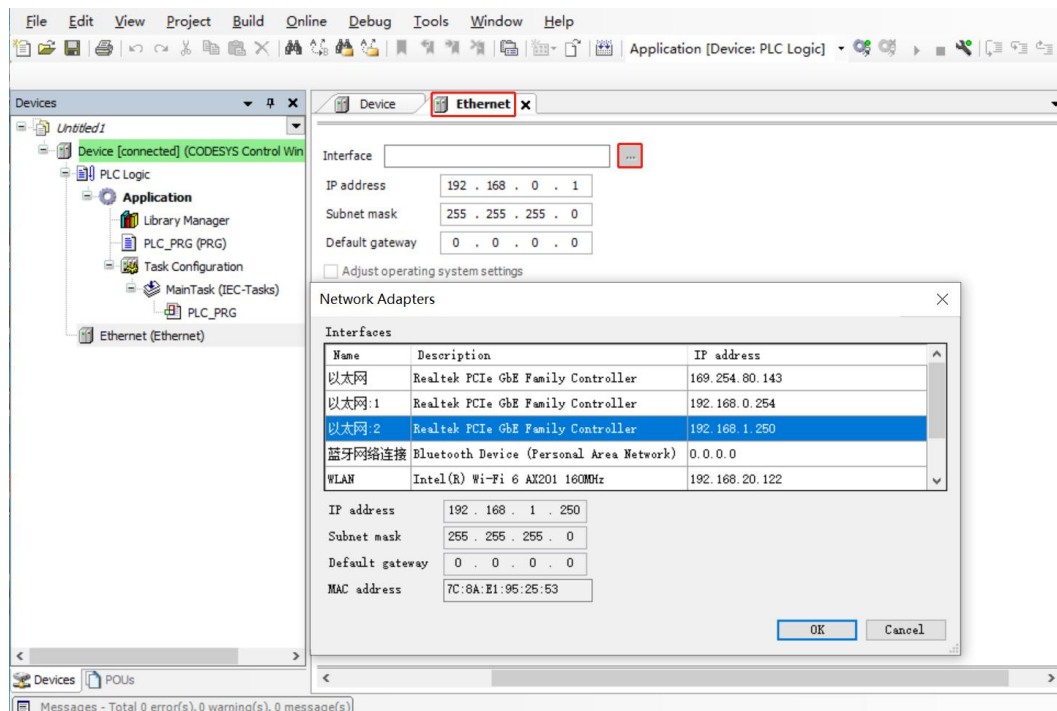 File Edit View Project Build Online Debug Tools Window Help
Application [Device: PLC Logic]
Devices
Device
Ethernet
Untitled1
Device [connected] (CODESYS Control Win
PLC Logic
Application
Library Manager
PLC_PRG (PRG)
Task Configuration
MainTask (IEC-Tasks)
PLC_PRG
Ethernet (Ethernet)
Interface ...
IP address 192 . 168 . 0 . 1
Subnet mask 255 . 255 . 255 . 0
Default gateway 0 . 0 . 0 . 0
Adjust operating system settings
Network Adapters
Interfaces
Name Description IP address
以太网 Realtek PCIe GbE Family Controller 169.254.80.143
以太网:1 Realtek PCIe GbE Family Controller 192.168.0.254
以太网:2 Realtek PCIe GbE Family Controller 192.168.1.250
蓝牙网络连接 Bluetooth Device (Personal Area Network) 0.0.0.0
WLAN Intel(R) Wi-Fi 6 AX201 160MHz 192.168.20.122
IP address 192 . 168 . 1 . 250
Subnet mask 255 . 255 . 255 . 0
Default gateway 0 . 0 . 0 . 0
MAC address 7C:8A:E1:95:25:53
OK Cancel
Devices POUs
Messages - Total 0 error(s), 0 warning(s), 0 message(s)